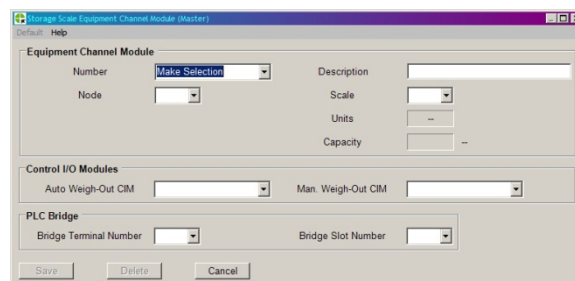 Storage Scale Equipment Channel Module (Master)
Default Help
Equipment Channel Module
Number Make Selection Description
Node Scale
Units --
Capacity --
Control I/O Modules
Auto Weigh-Out CIM Man. Weigh-Out CIM
PLC Bridge
Bridge Terminal Number Bridge Slot Number
Save Delete Cancel